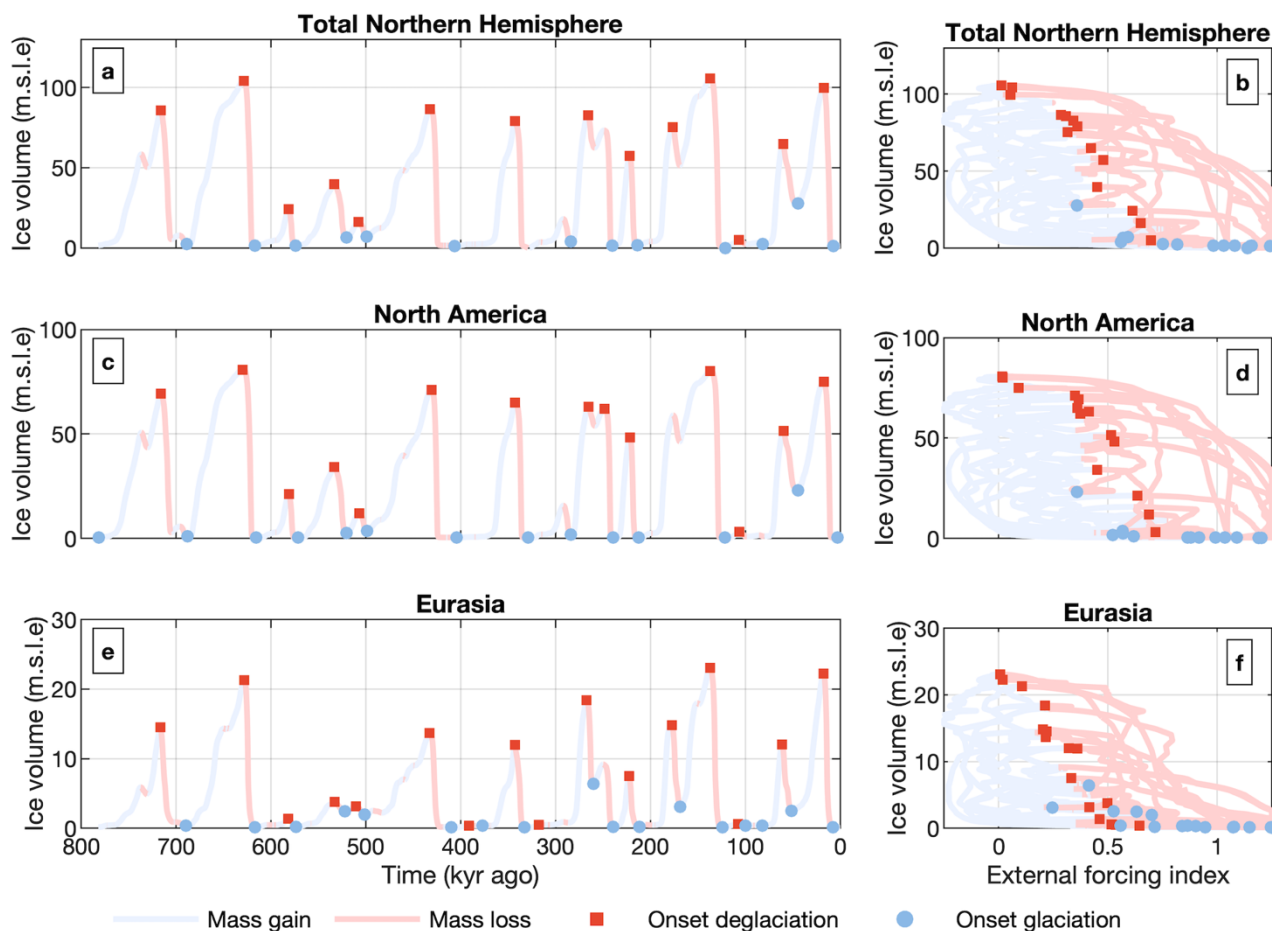 Total Northern Hemisphere
Ice volume (m.s.l.e)
100
50
0
a
Total Northern Hemisphere
Ice volume (m.s.l.e)
100
50
0
b
North America
Ice volume (m.s.l.e)
100
50
0
c
North America
Ice volume (m.s.l.e)
100
50
0
d
Eurasia
Ice volume (m.s.l.e)
30
20
10
0
e
800 700 600 500 400 300 200 100 0
Time (kyr ago)
Eurasia
Ice volume (m.s.l.e)
30
20
10
0
f
0 0.5 1
External forcing index
Mass gain Mass loss Onset deglaciation Onset glaciation